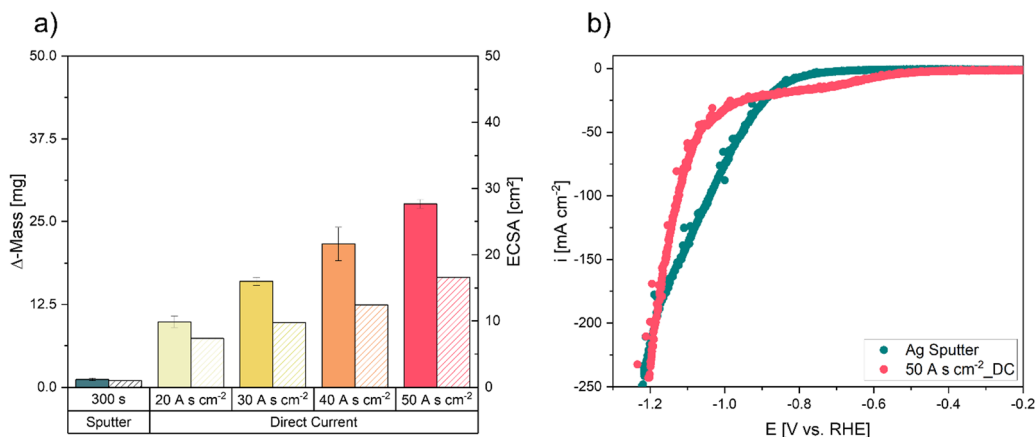 a)
50.0
37.5
25.0
12.5
0.0
Δ-Mass [mg]
50
40
30
20
10
0
ECSA [cm²]
300 s
20 A s cm⁻²
30 A s cm⁻²
40 A s cm⁻²
50 A s cm⁻²
Sputter
Direct Current
b)
0
-50
-100
-150
-200
-250
i [mA cm⁻²]
Ag Sputter
50 A s cm⁻²_DC
-1.2
-1.0
-0.8
-0.6
-0.4
-0.2
E [V vs. RHE]